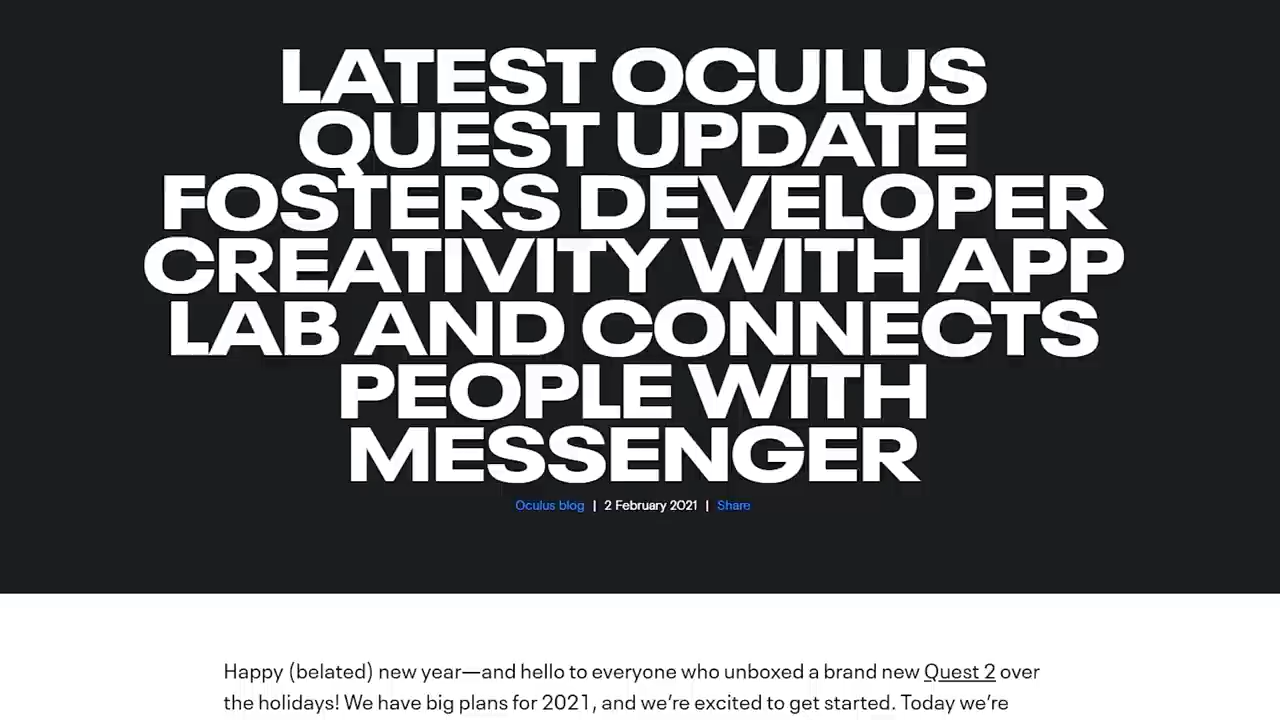 LATEST OCULUS
QUEST UPDATE
FOSTERS DEVELOPER
CREATIVITY WITH APP
LAB AND CONNECTS
PEOPLE WITH
MESSENGER
Oculus blog | 2 February 2021 | Share
Happy (belated) new year—and hello to everyone who unboxed a brand new Quest 2 over
the holidays! We have big plans for 2021, and we're excited to get started. Today we're